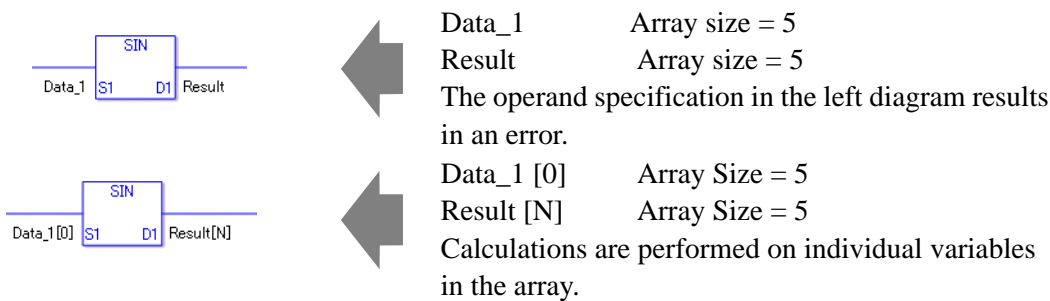 SIN
Data_1 S1 D1 Result
Data_1 Array size = 5
Result Array size = 5
The operand specification in the left diagram results
in an error.
SIN
Data_1[0] S1 D1 Result[N]
Data_1 [0] Array Size = 5
Result [N] Array Size = 5
Calculations are performed on individual variables
in the array.